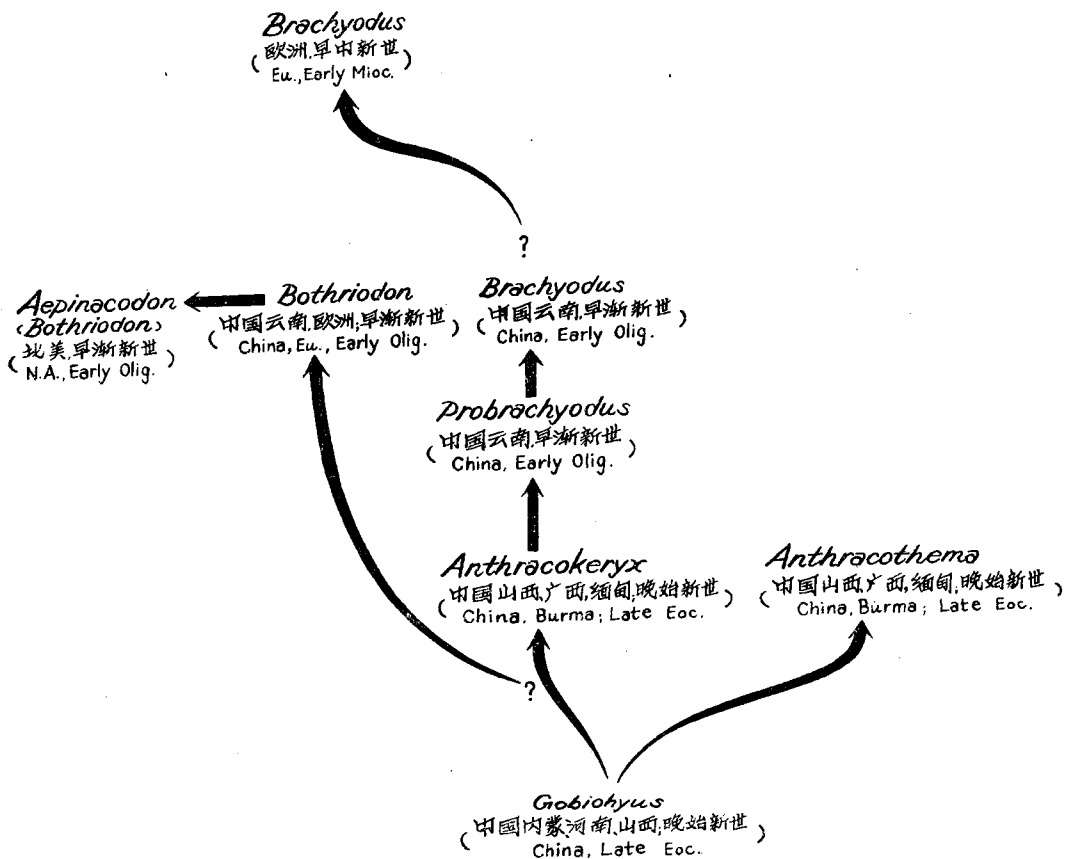 Brachyodus
(欧洲,早中新世
Eu., Early Mioc.)
?
Aepinacodon
<Bothriodon>
(北美,早渐新世
N.A., Early Olig.)
Bothriodon
(中国云南,欧洲;早渐新世
China, Eu., Early Olig.)
Brachyodus
(中国云南,早渐新世
China, Early Olig.)
Probrachyodus
(中国云南,早渐新世
China, Early Olig.)
Anthracokeryx
(中国山西,广西,缅甸;晚始新世
China, Burma; Late Eoc.)
Anthracothema
(中国山西,广西,缅甸;晚始新世
China, Burma; Late Eoc.)
?
Gobiohyus
(中国内蒙,河南,山西;晚始新世
China, Late Eoc.)